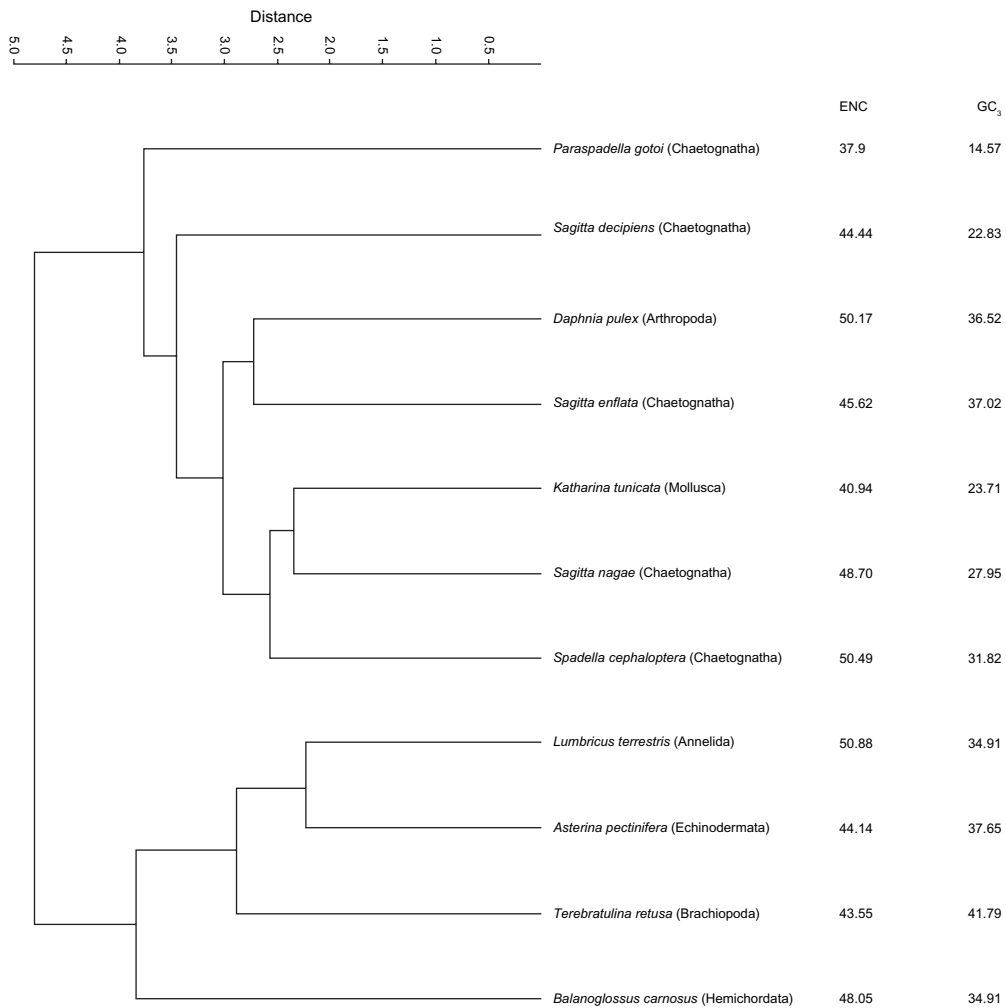 Distance
5.0 4.5 4.0 3.5 3.0 2.5 2.0 1.5 1.0 0.5
ENC GC₃
Paraspadella gotoi (Chaetognatha) 37.9 14.57
Sagitta decipiens (Chaetognatha) 44.44 22.83
Daphnia pulex (Arthropoda) 50.17 36.52
Sagitta enflata (Chaetognatha) 45.62 37.02
Katharina tunicata (Mollusca) 40.94 23.71
Sagitta nagae (Chaetognatha) 48.70 27.95
Spadella cephaloptera (Chaetognatha) 50.49 31.82
Lumbricus terrestris (Annelida) 50.88 34.91
Asterina pectinifera (Echinodermata) 44.14 37.65
Terebratulina retusa (Brachiopoda) 43.55 41.79
Balanoglossus carnosus (Hemichordata) 48.05 34.91